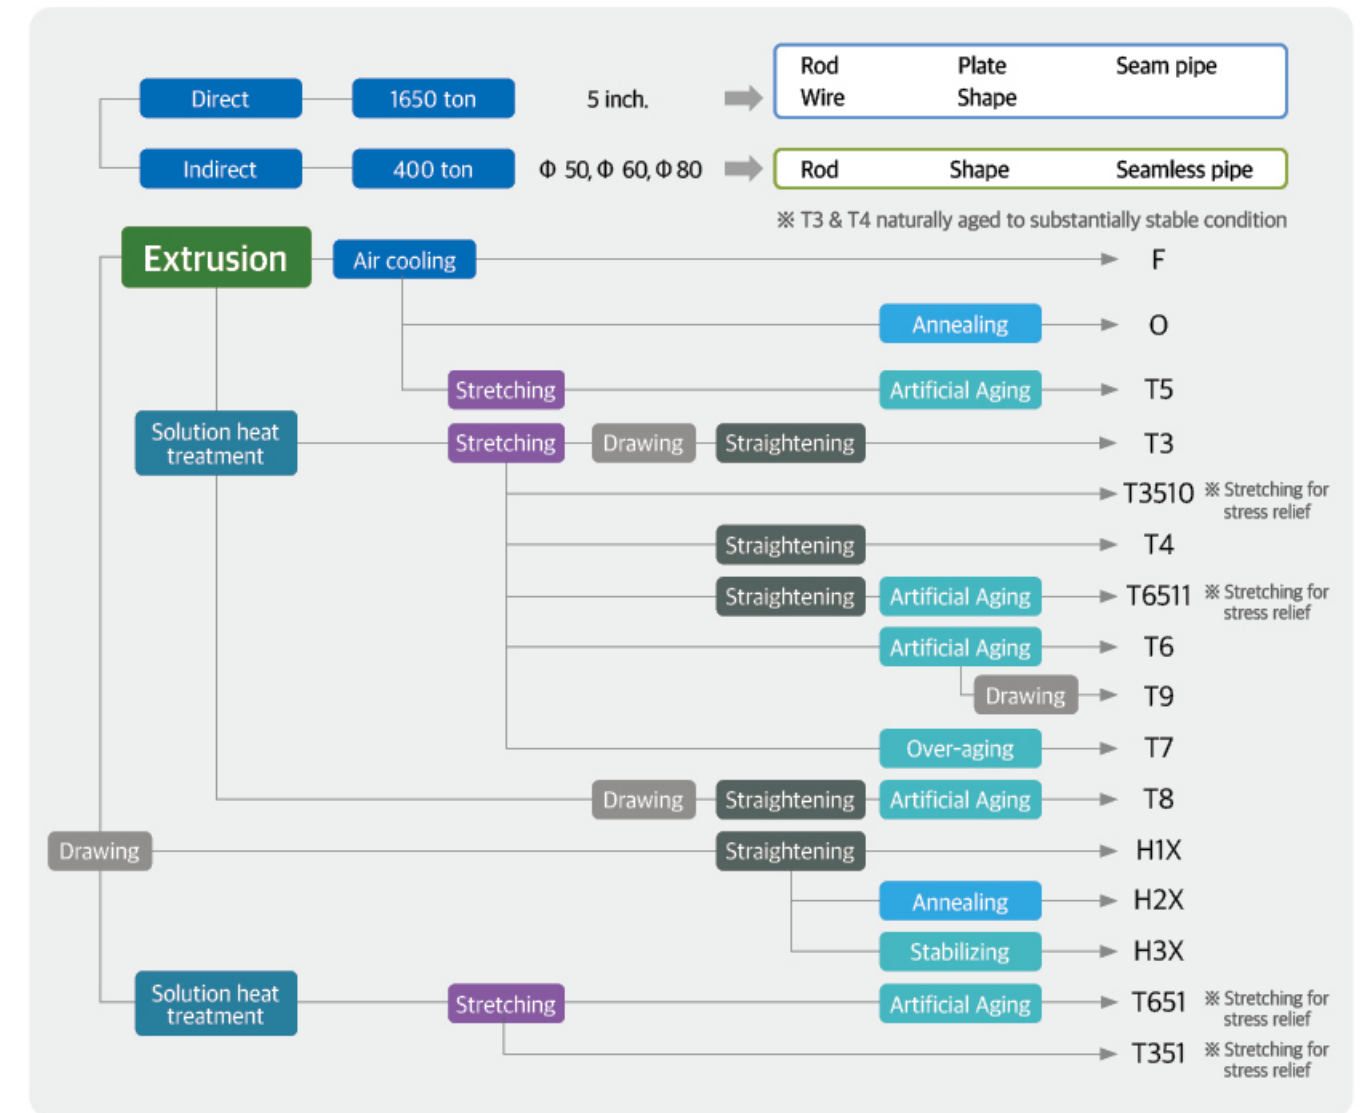 Direct 1650 ton 5 inch. Rod Plate Seam pipe
Wire Shape
Indirect 400 ton Φ 50, Φ 60, Φ 80 Rod Shape Seamless pipe
※ T3 & T4 naturally aged to substantially stable condition
Extrusion Air cooling F
Annealing O
Stretching Artificial Aging T5
Solution heat
treatment
Stretching Drawing Straightening T3
T3510 ※ Stretching for
stress relief
Straightening T4
Straightening Artificial Aging T6511 ※ Stretching for
stress relief
Artificial Aging T6
Drawing T9
Over-aging T7
Drawing Straightening Artificial Aging T8
Drawing Straightening H1X
Annealing H2X
Stabilizing H3X
Solution heat
treatment
Stretching Artificial Aging T651 ※ Stretching for
stress relief
T351 ※ Stretching for
stress relief